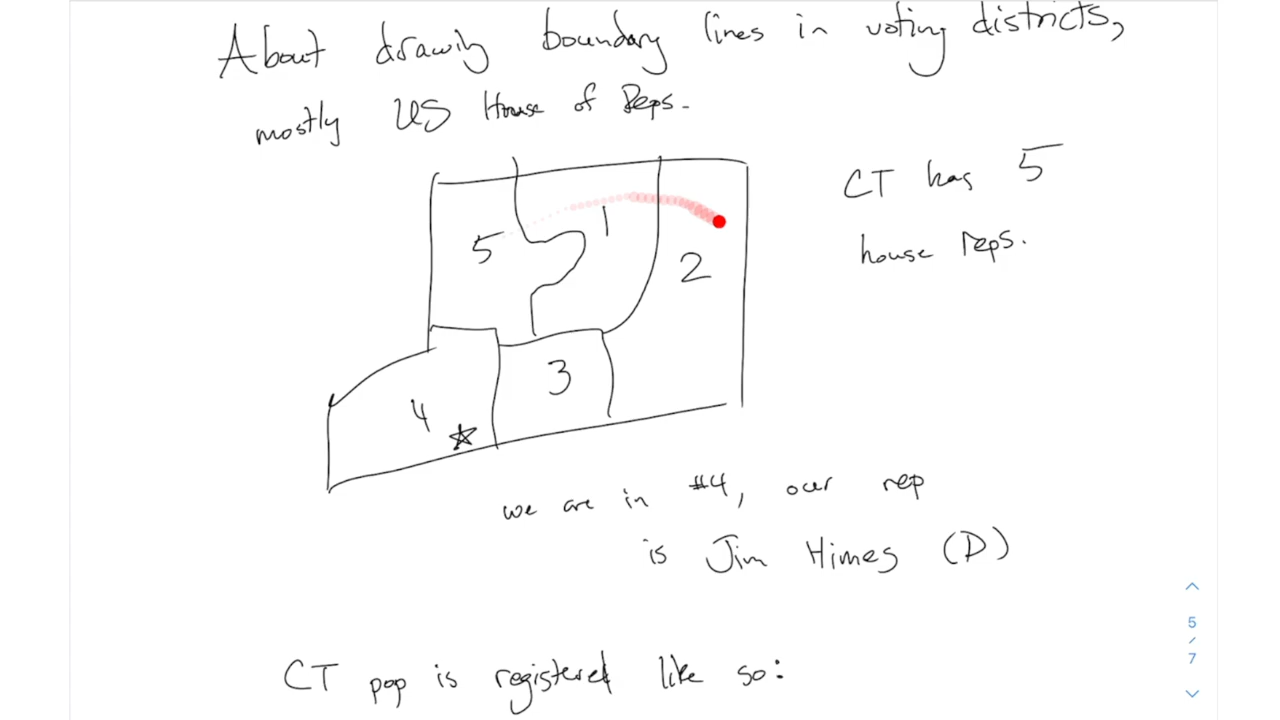 About drawing boundary lines in voting districts,
mostly US House of Reps.
CT has 5
house reps.
5 1
2
3
4
we are in #4, our rep
is Jim Himes (D)
CT pop is registered like so:
5
/
7